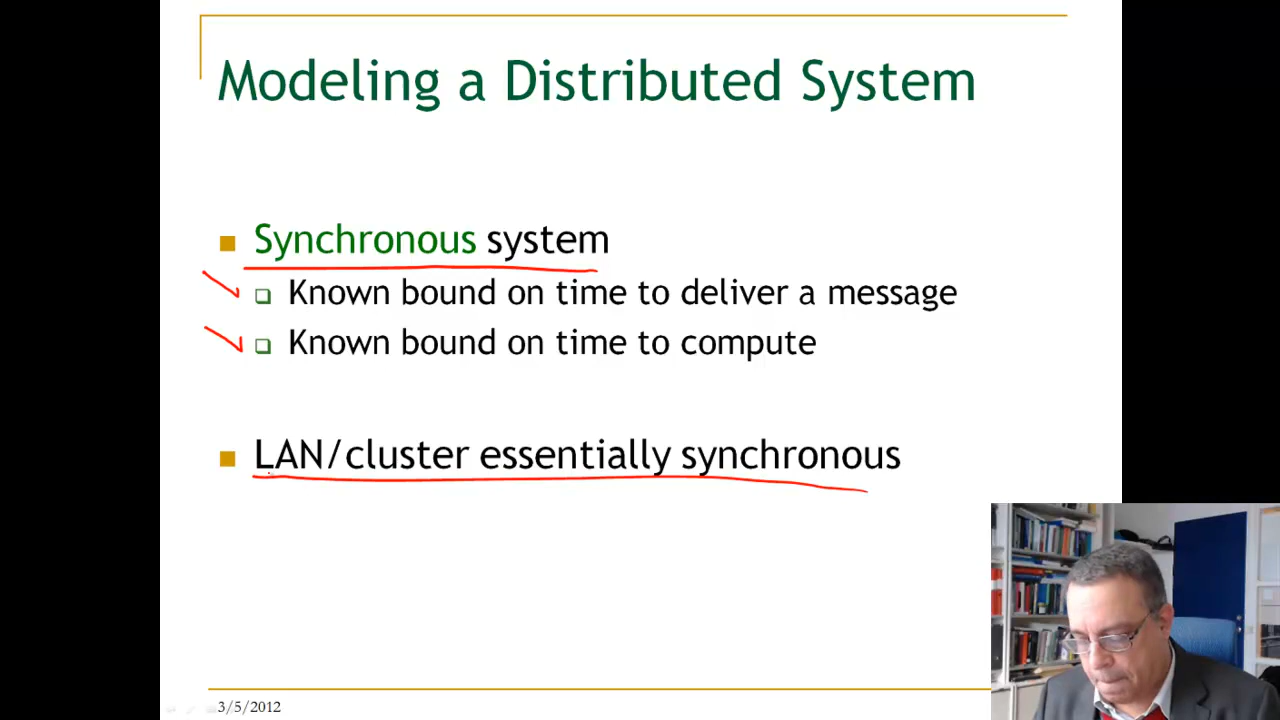 Modeling a Distributed System
Synchronous system
Known bound on time to deliver a message
Known bound on time to compute
LAN/cluster essentially synchronous
3/5/2012